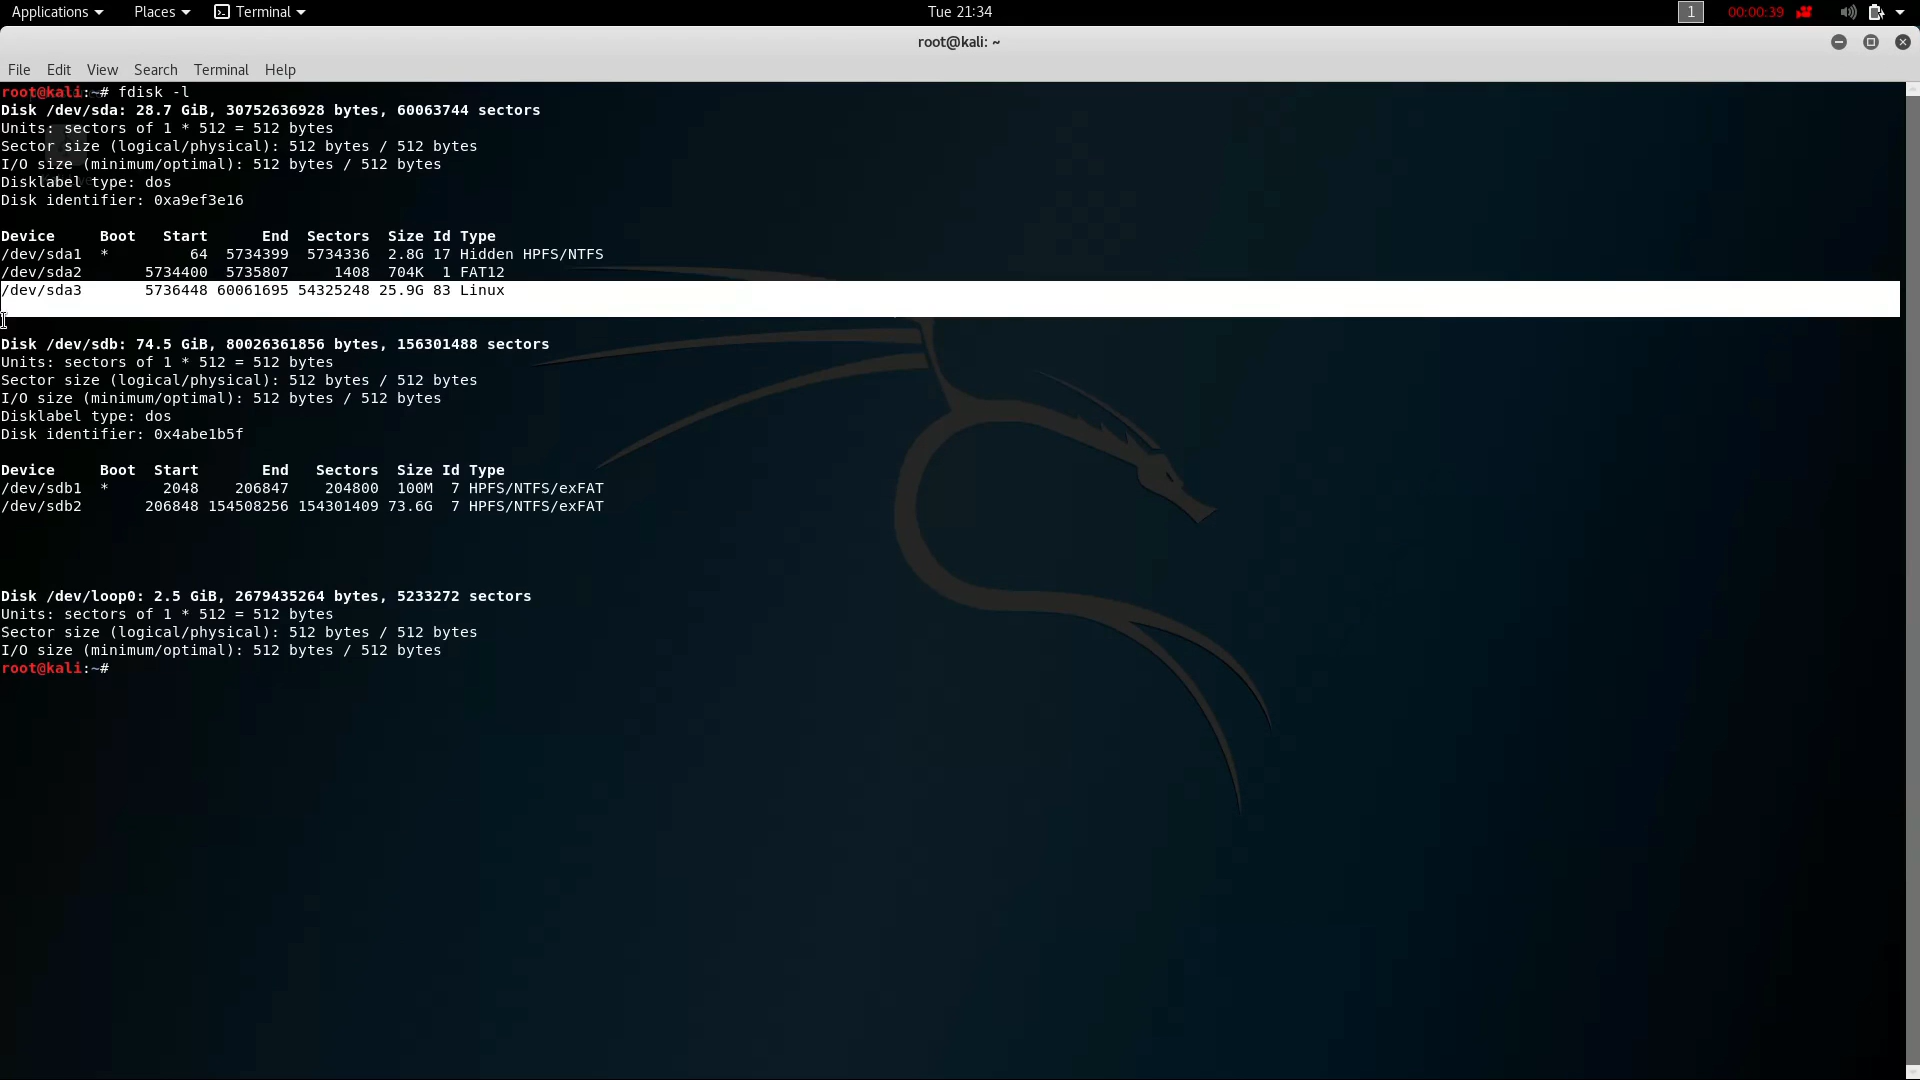 Applications Places Terminal Tue 21:34 1 00:00:39
root@kali: ~
File Edit View Search Terminal Help
root@kali:~# fdisk -l
Disk /dev/sda: 28.7 GiB, 30752636928 bytes, 60063744 sectors
Units: sectors of 1 * 512 = 512 bytes
Sector size (logical/physical): 512 bytes / 512 bytes
I/O size (minimum/optimal): 512 bytes / 512 bytes
Disklabel type: dos
Disk identifier: 0xa9ef3e16
Device     Boot   Start      End  Sectors  Size Id Type
/dev/sda1  *         64  5734399  5734336  2.8G 17 Hidden HPFS/NTFS
/dev/sda2       5734400  5735807     1408  704K  1 FAT12
/dev/sda3       5736448 60061695 54325248 25.9G 83 Linux
Disk /dev/sdb: 74.5 GiB, 80026361856 bytes, 156301488 sectors
Units: sectors of 1 * 512 = 512 bytes
Sector size (logical/physical): 512 bytes / 512 bytes
I/O size (minimum/optimal): 512 bytes / 512 bytes
Disklabel type: dos
Disk identifier: 0x4abe1b5f
Device     Boot  Start       End   Sectors  Size Id Type
/dev/sdb1  *      2048    206847    204800  100M  7 HPFS/NTFS/exFAT
/dev/sdb2       206848 154508256 154301409 73.6G  7 HPFS/NTFS/exFAT
Disk /dev/loop0: 2.5 GiB, 2679435264 bytes, 5233272 sectors
Units: sectors of 1 * 512 = 512 bytes
Sector size (logical/physical): 512 bytes / 512 bytes
I/O size (minimum/optimal): 512 bytes / 512 bytes
root@kali:~#